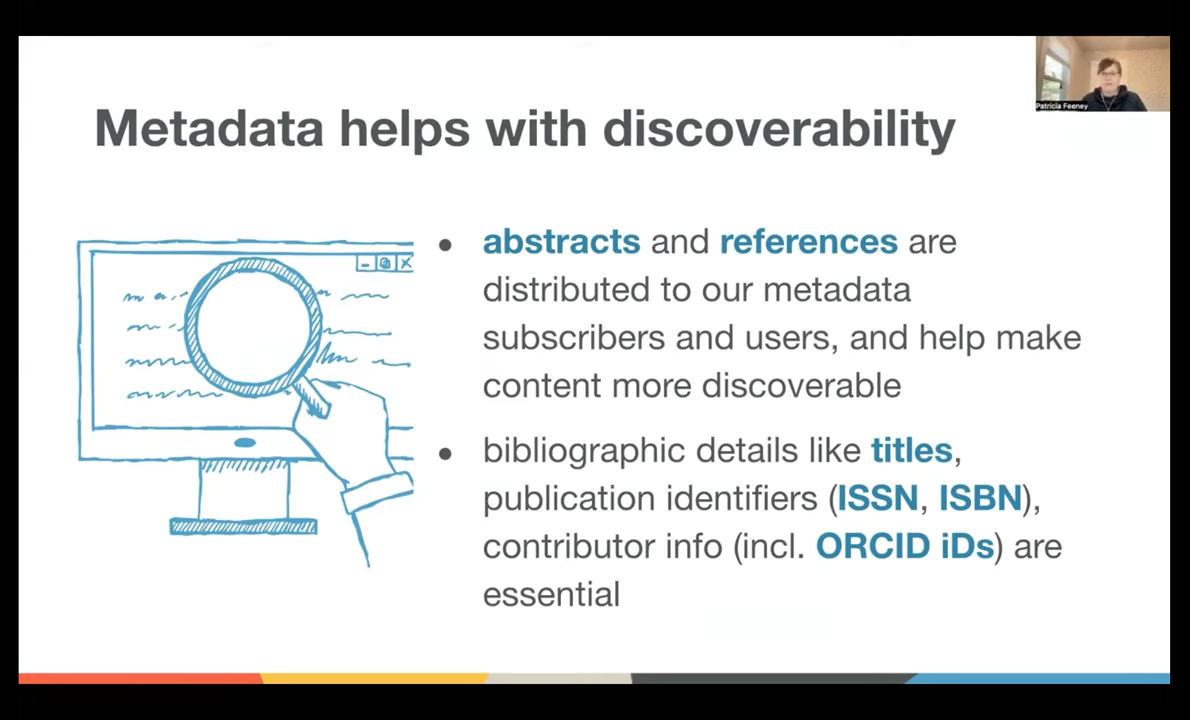 Patricia Feeney
Metadata helps with discoverability
• abstracts and references are
distributed to our metadata
subscribers and users, and help make
content more discoverable
• bibliographic details like titles,
publication identifiers (ISSN, ISBN),
contributor info (incl. ORCID iDs) are
essential